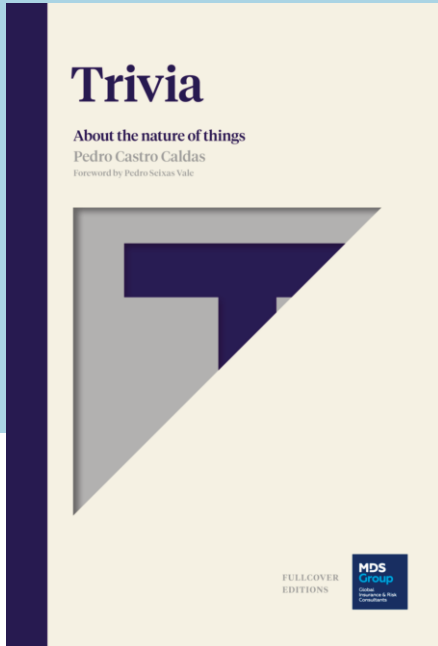 Trivia
About the nature of things
Pedro Castro Caldas
Foreword by Pedro Seixas Vale
T
FULLCOVER
EDITIONS
MDS
Group
Global
Insurance & Risk
Consultants